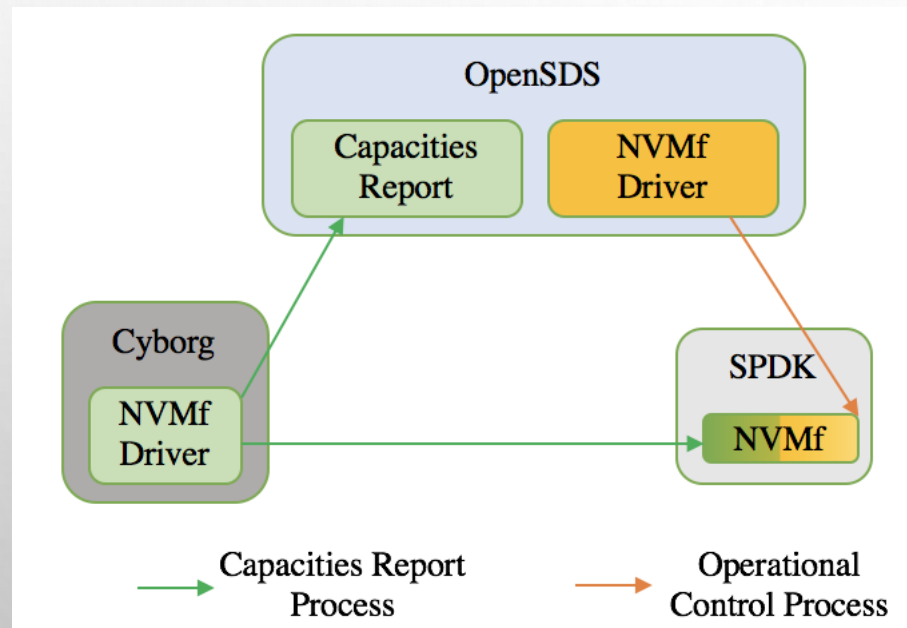 OpenSDS
Capacities
Report
NVMf
Driver
Cyborg
NVMf
Driver
SPDK
NVMf
Capacities Report
Process
Operational
Control Process